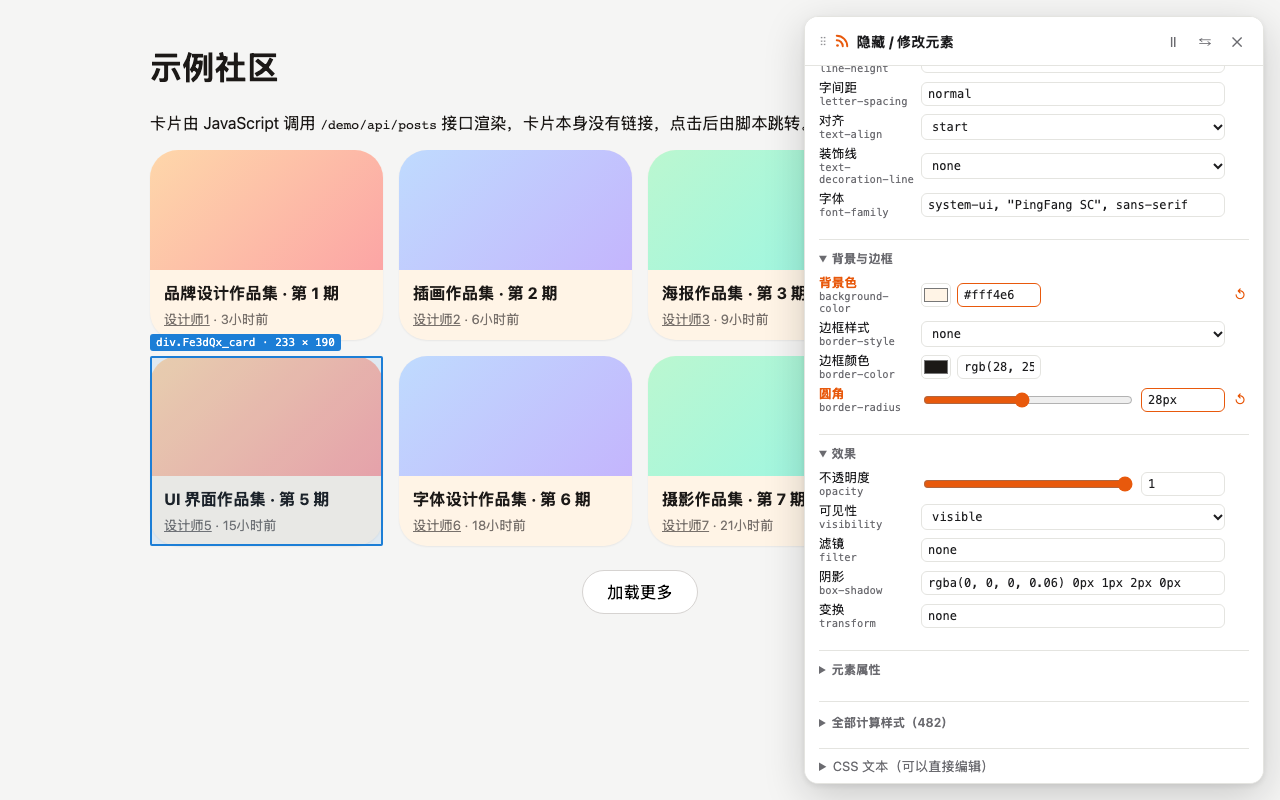 示例社区
卡片由 JavaScript 调用 /demo/api/posts 接口渲染，卡片本身没有链接，点击后由脚本跳转。
品牌设计作品集 · 第 1 期
设计师1 · 3小时前
插画作品集 · 第 2 期
设计师2 · 6小时前
海报作品集 · 第 3 期
设计师3 · 9小时前
div.Fe3dQx_card · 233 × 190
UI 界面作品集 · 第 5 期
设计师5 · 15小时前
字体设计作品集 · 第 6 期
设计师6 · 18小时前
摄影作品集 · 第 7 期
设计师7 · 21小时前
加载更多
隐藏 / 修改元素
line-height
字间距
letter-spacing
normal
对齐
text-align
start
装饰线
text-
decoration-line
none
字体
font-family
system-ui, "PingFang SC", sans-serif
背景与边框
背景色
background-
color
#fff4e6
边框样式
border-style
none
边框颜色
border-color
rgb(28, 25
圆角
border-radius
28px
效果
不透明度
opacity
1
可见性
visibility
visible
滤镜
filter
none
阴影
box-shadow
rgba(0, 0, 0, 0.06) 0px 1px 2px 0px
变换
transform
none
元素属性
全部计算样式（482）
CSS 文本（可以直接编辑）